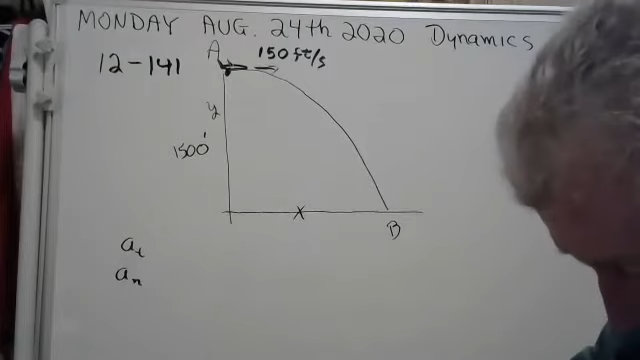 MONDAY AUG. 24th 2020 Dynamics
12-141
A
150 ft/s
y
1500'
X
B
at
an